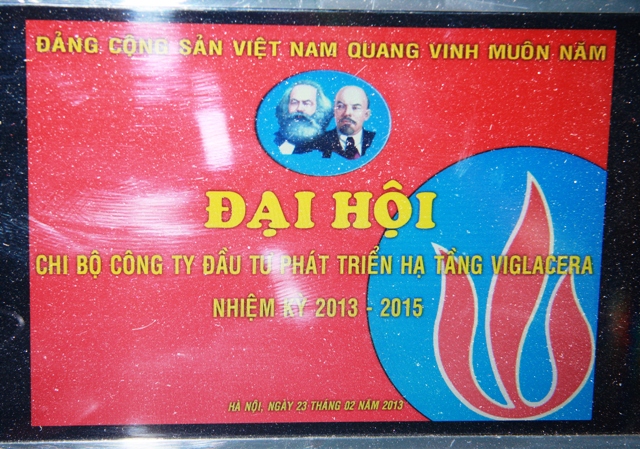 ĐẢNG CỘNG SẢN VIỆT NAM QUANG VINH MUÔN NĂM
ĐẠI HỘI
CHI BỘ CÔNG TY ĐẦU TƯ PHÁT TRIỂN HẠ TẦNG VIGLACERA
NHIỆM KỲ 2013 - 2015
HÀ NỘI, NGÀY 23 THÁNG 02 NĂM 2013